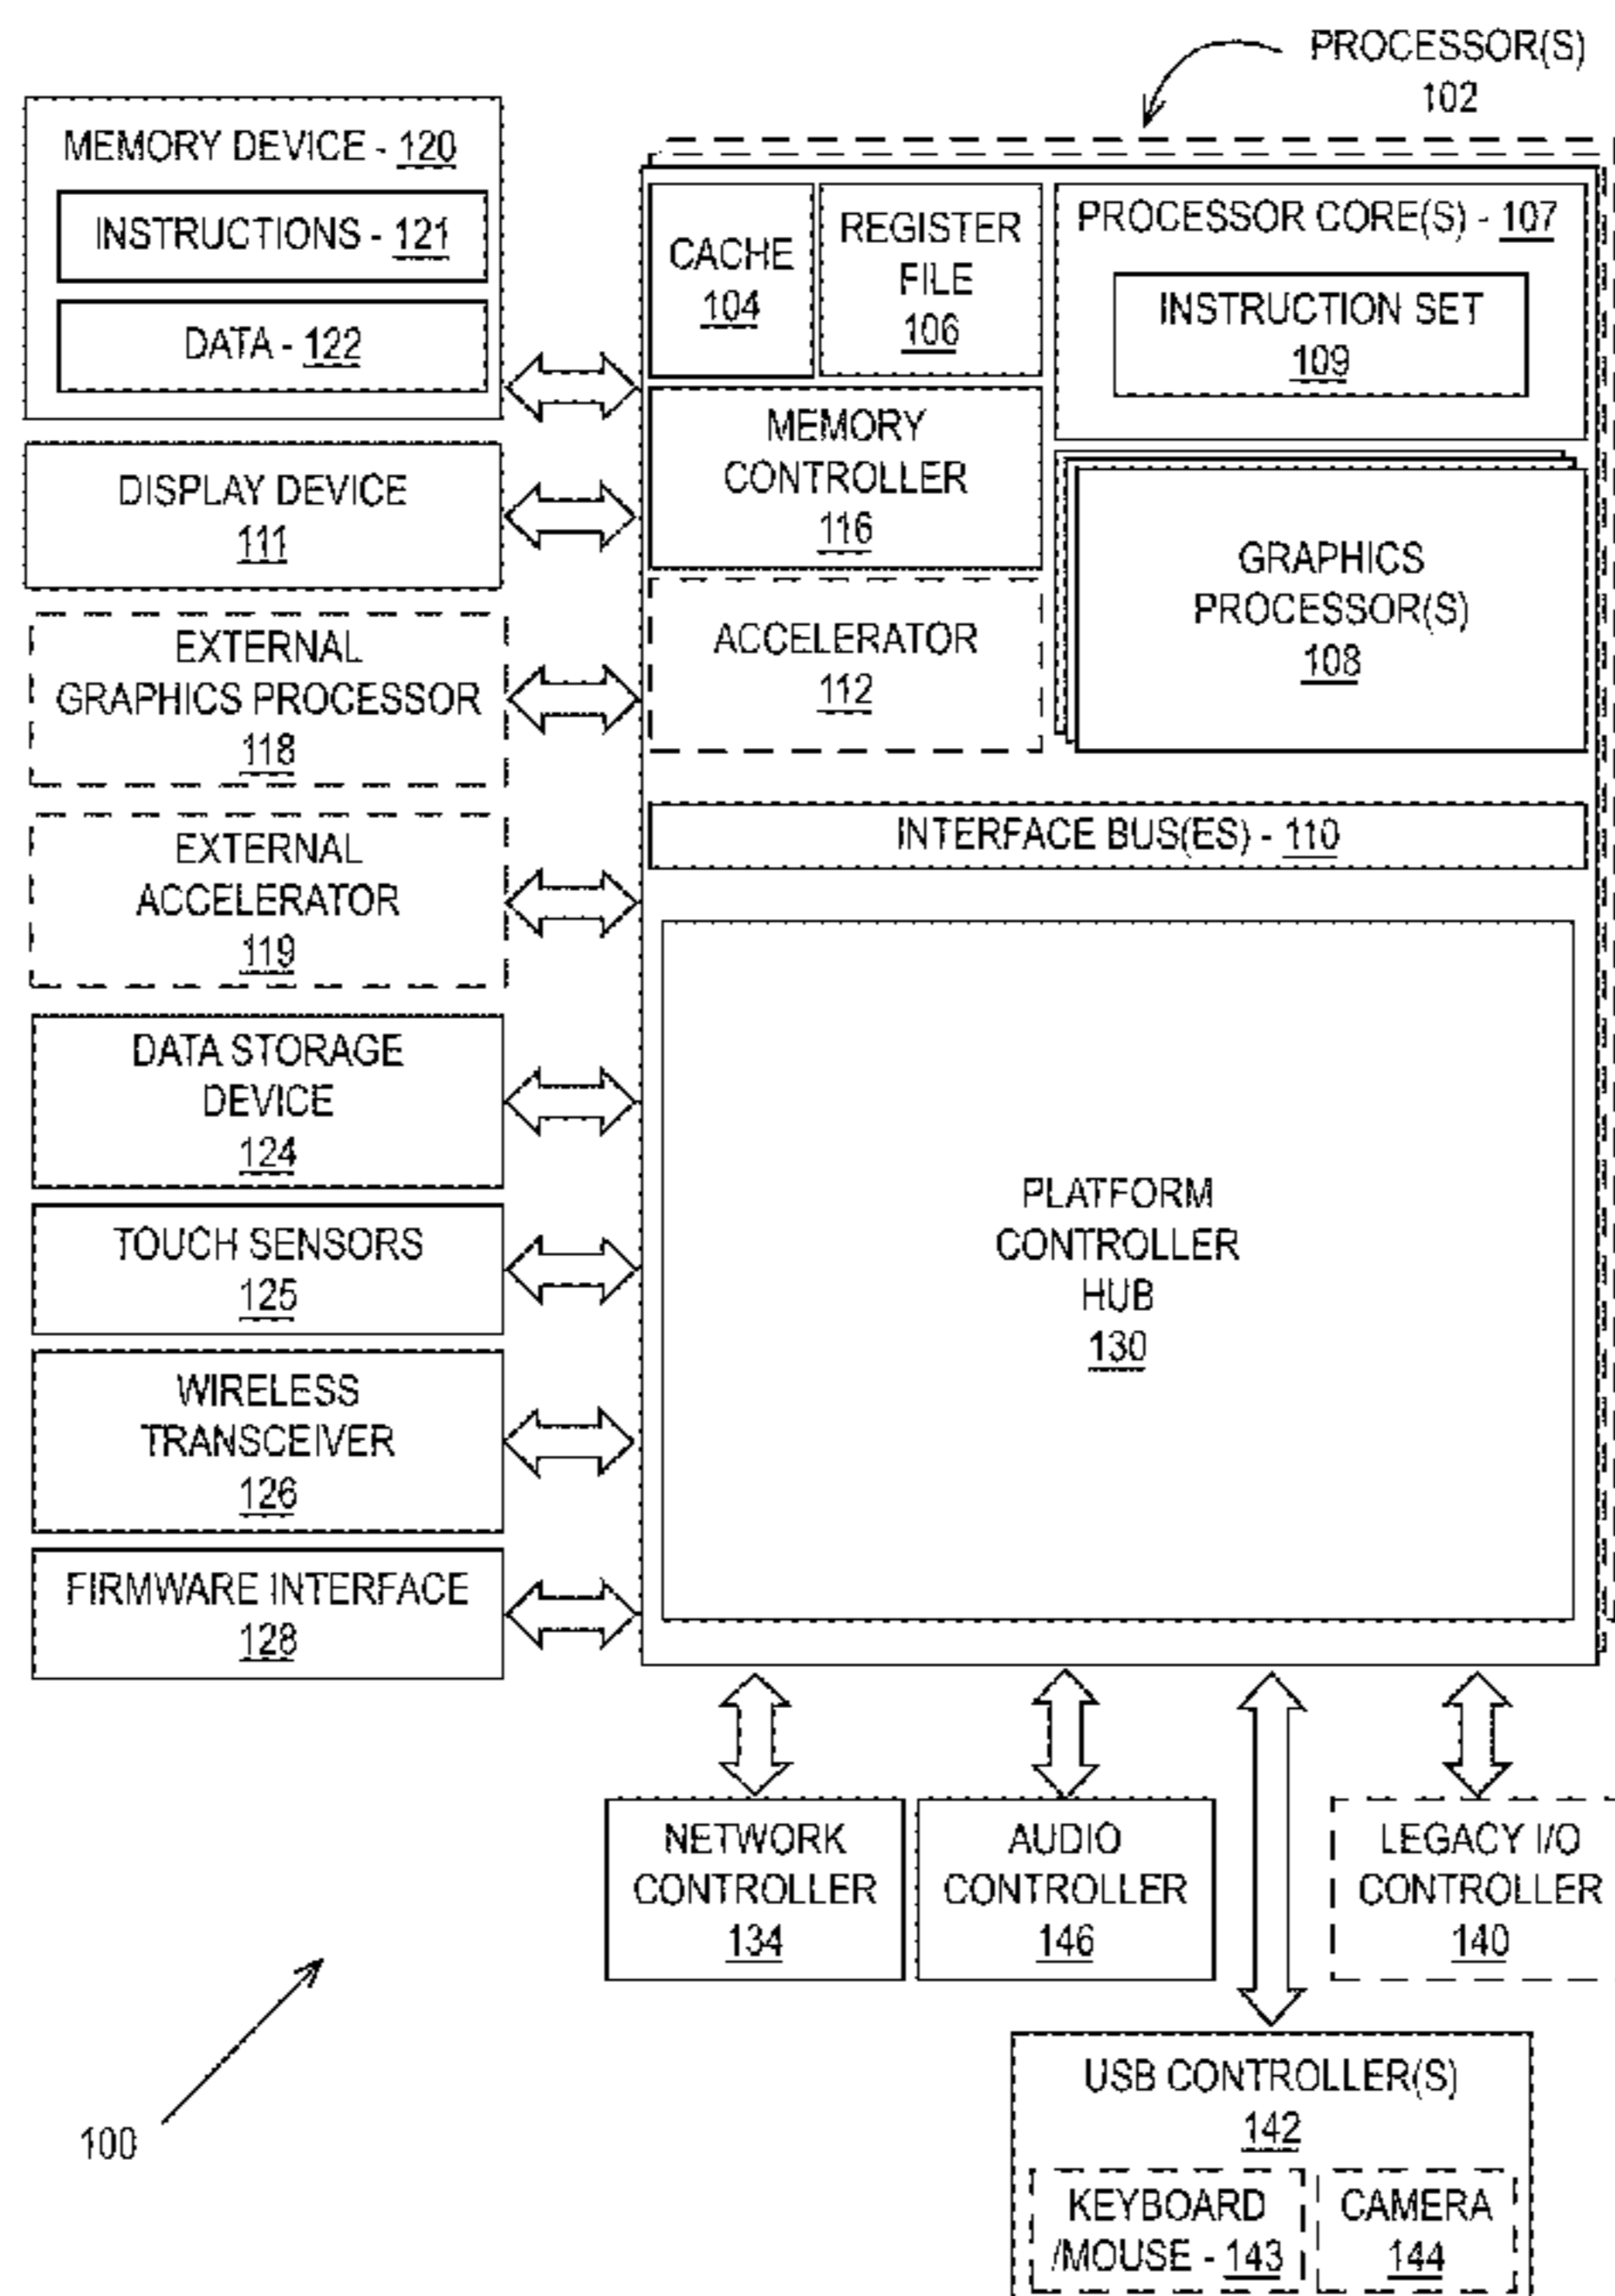 PROCESSOR(S)
102
MEMORY DEVICE - 120
INSTRUCTIONS - 121
DATA - 122
DISPLAY DEVICE
111
EXTERNAL
GRAPHICS PROCESSOR
118
EXTERNAL
ACCELERATOR
119
DATA STORAGE
DEVICE
124
TOUCH SENSORS
125
WIRELESS
TRANSCEIVER
126
FIRMWARE INTERFACE
128
CACHE
104
REGISTER
FILE
106
PROCESSOR CORE(S) - 107
INSTRUCTION SET
109
MEMORY
CONTROLLER
116
ACCELERATOR
112
GRAPHICS
PROCESSOR(S)
108
INTERFACE BUS(ES) - 110
PLATFORM
CONTROLLER
HUB
130
NETWORK
CONTROLLER
134
AUDIO
CONTROLLER
146
LEGACY I/O
CONTROLLER
140
USB CONTROLLER(S)
142
KEYBOARD
/MOUSE - 143
CAMERA
144
100